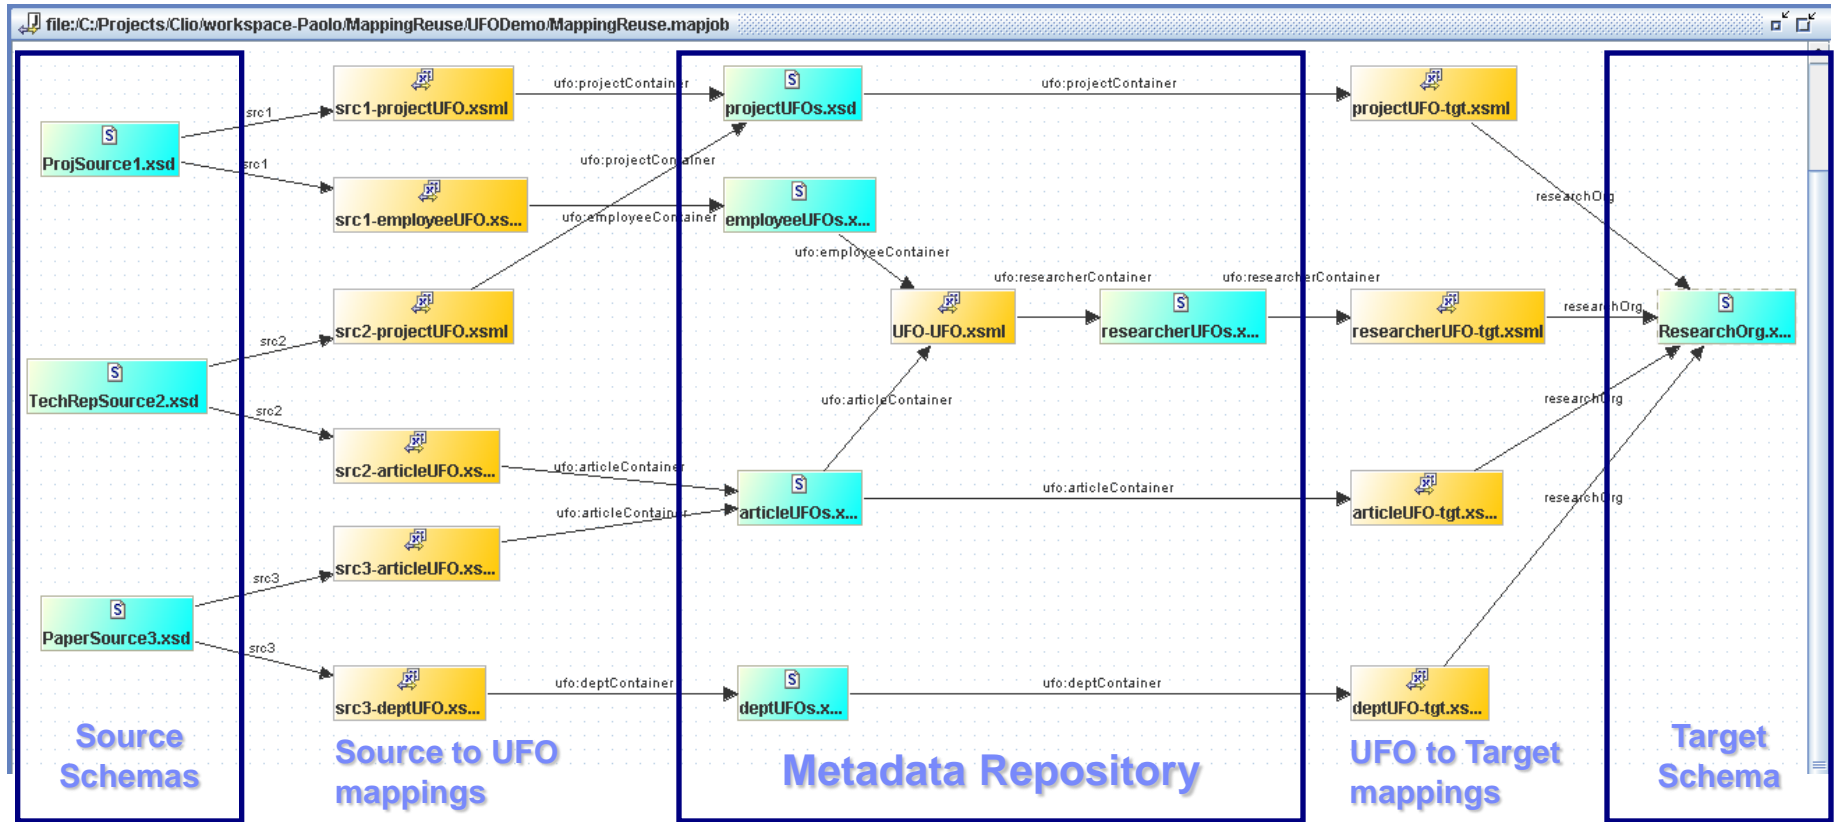 file:/C:/Projects/Clio/workspace-Paolo/MappingReuse/UFODemo/MappingReuse.mapjob
src1-projectUFO.xsml
ufo:projectContainer
projectUFOs.xsd
ufo:projectContainer
projectUFO-tgt.xsml
src1
ProjSource1.xsd
src1
ufo:projectContainer
src1-employeeUFO.xs...
ufo:employeeContainer
employeeUFOs.x...
researchOrg
ufo:employeeContainer
ufo:researcherContainer
ufo:researcherContainer
src2-projectUFO.xsml
UFO-UFO.xsml
researcherUFOs.x...
researcherUFO-tgt.xsml
researchOrg
ResearchOrg.x...
src2
TechRepSource2.xsd
src2
ufo:articleContainer
researchOrg
src2-articleUFO.xs...
ufo:articleContainer
articleUFOs.x...
ufo:articleContainer
articleUFO-tgt.xs...
researchOrg
ufo:articleContainer
src3-articleUFO.xs...
src3
PaperSource3.xsd
src3
src3-deptUFO.xs...
ufo:deptContainer
deptUFOs.x...
ufo:deptContainer
deptUFO-tgt.xs...
Source
Schemas
Source to UFO
mappings
Metadata Repository
UFO to Target
mappings
Target
Schema